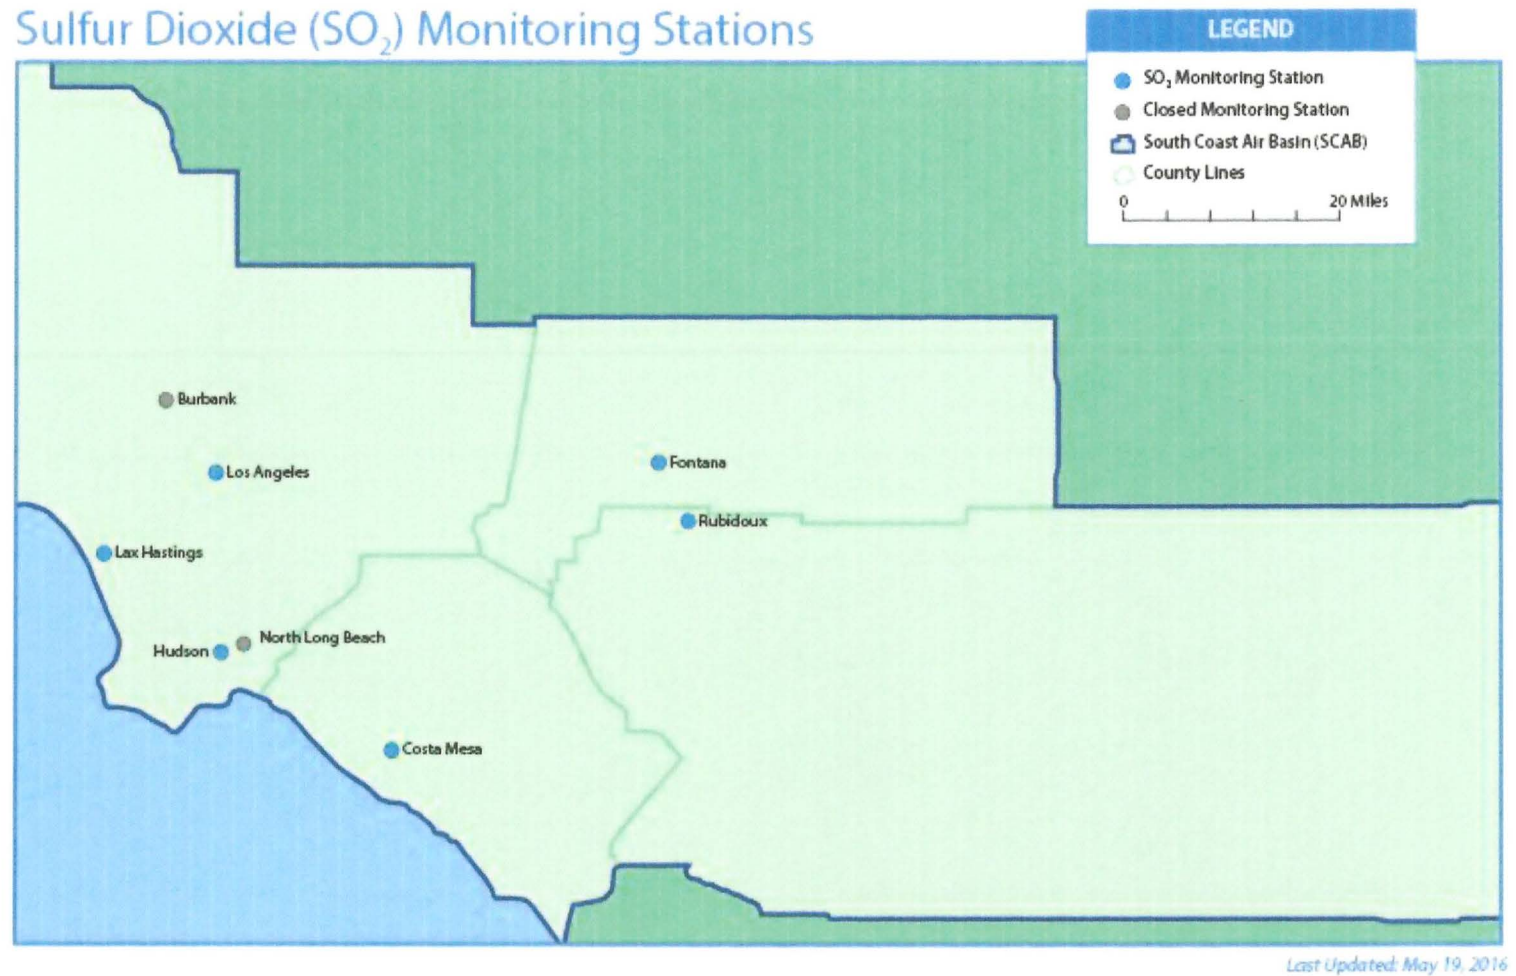 Sulfur Dioxide (SO₂) Monitoring Stations
LEGEND
SO₂ Monitoring Station
Closed Monitoring Station
South Coast Air Basin (SCAB)
County Lines
0 20 Miles
Burbank
Los Angeles
Fontana
Rubidoux
Lax Hastings
North Long Beach
Hudson
Costa Mesa
Last Updated: May 19, 2016